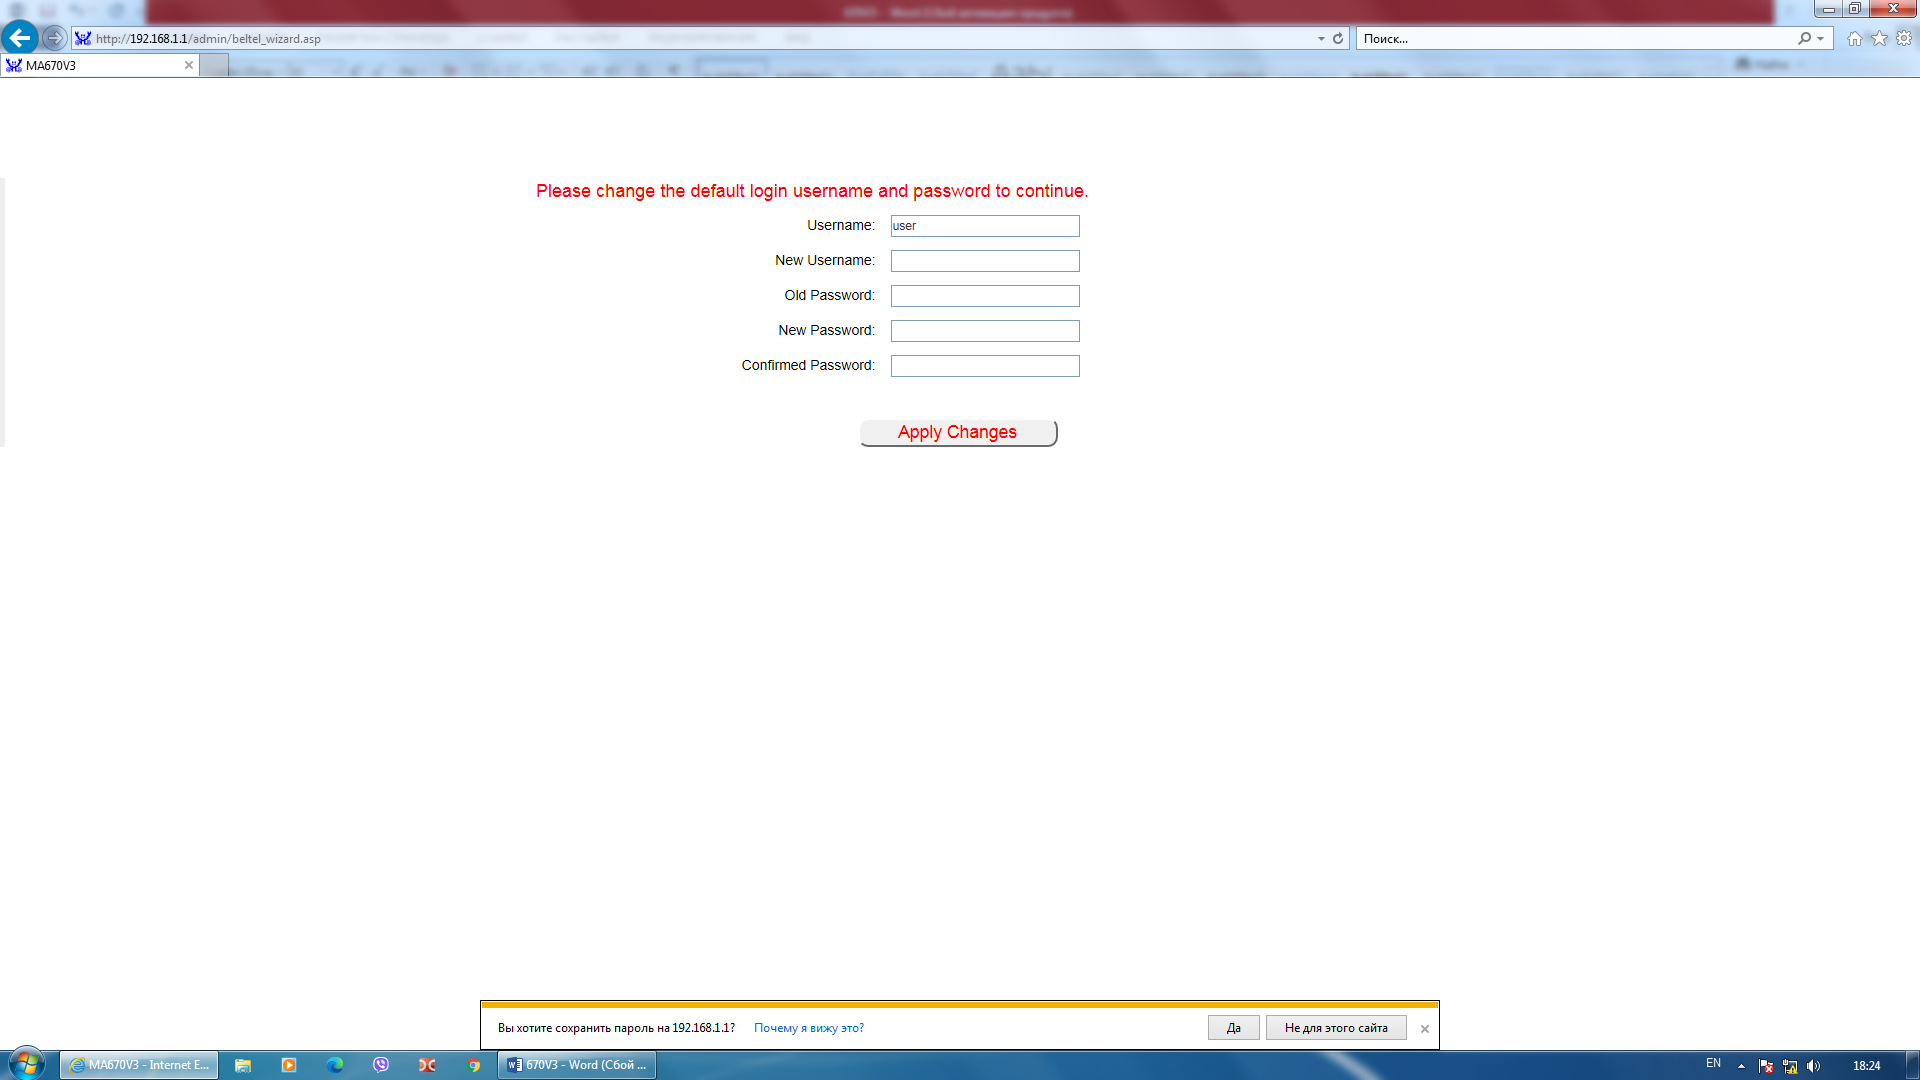 http://192.168.1.1/admin/beltel_wizard.asp
Поиск...
MA670V3
Please change the default login username and password to continue.
Username: user
New Username:
Old Password:
New Password:
Confirmed Password:
Apply Changes
Вы хотите сохранить пароль на 192.168.1.1? Почему я вижу это? Да Не для этого сайта
MA670V3 - Internet E... 670V3 - Word (Сбой ... EN 18:24